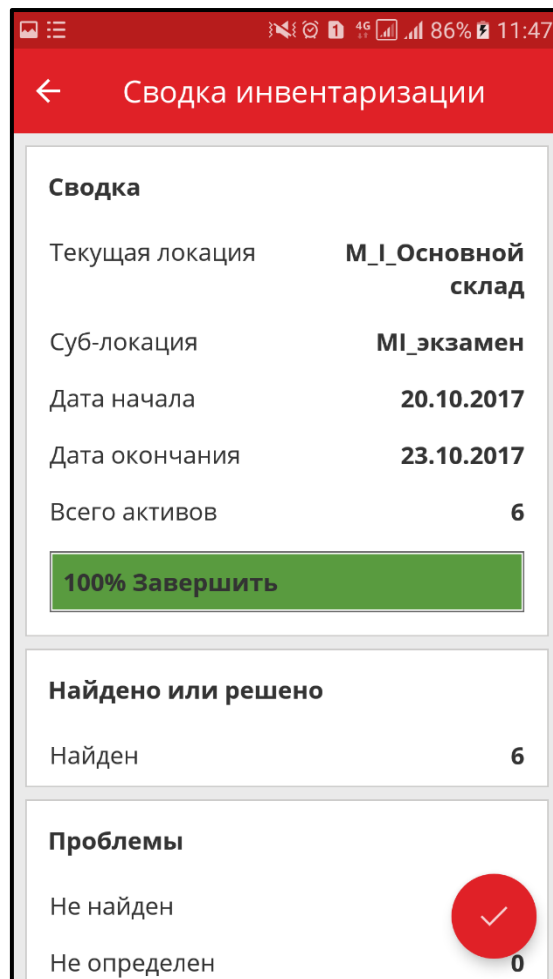 1 4G 86% 11:47
Сводка инвентаризации
Сводка
Текущая локация M_I_Основной
склад
Суб-локация MI_экзамен
Дата начала 20.10.2017
Дата окончания 23.10.2017
Всего активов 6
100% Завершить
Найдено или решено
Найден 6
Проблемы
Не найден
Не определен 0